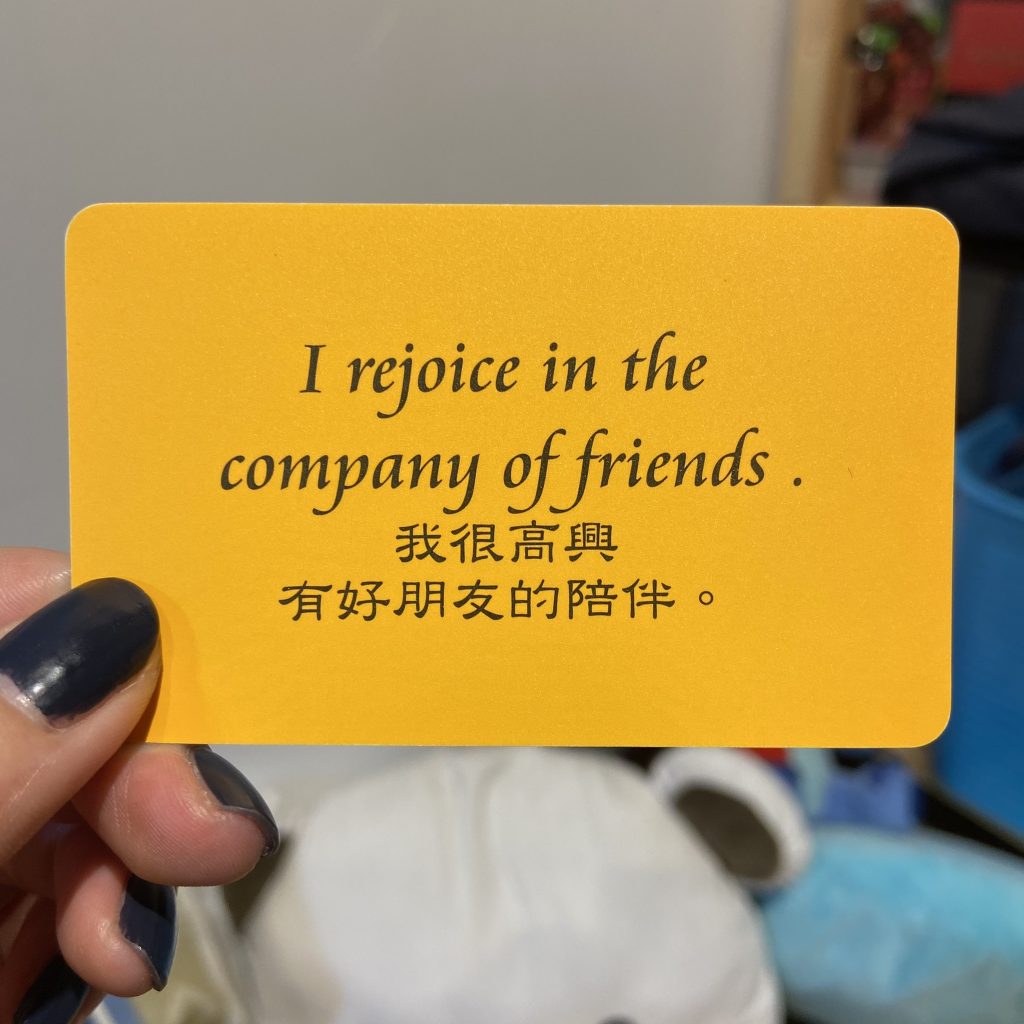 I rejoice in the
company of friends .
我很高興
有好朋友的陪伴。